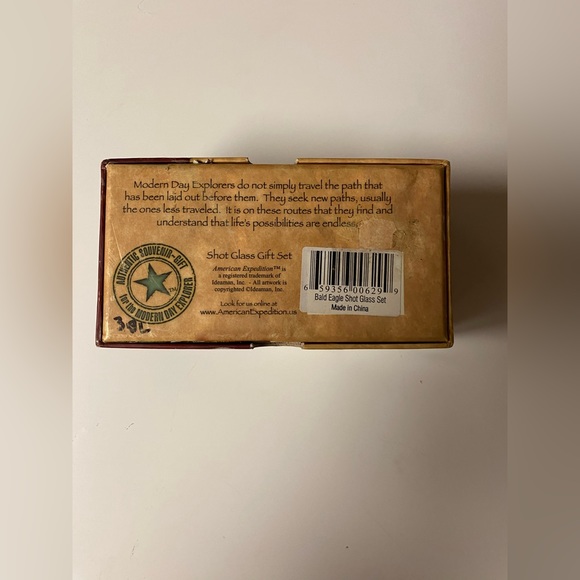 Modern Day Explorers do not simply travel the path that
has been laid out before them. They seek new paths, usually
the ones less traveled. It is on these routes that they find and
understand that life's possibilities are endless
AUTHENTIC SOUVENIR-GIFT
for the MODERN DAY EXPLORER
TM
Shot Glass Gift Set
American Expedition™ is
a registered trademark of
Ideaman, Inc. - All artwork is
copyrighted ©Ideaman, Inc.
Look for us online at
www.AmericanExpedition.us
6 59356 00629 9
Bald Eagle Shot Glass Set
Made in China